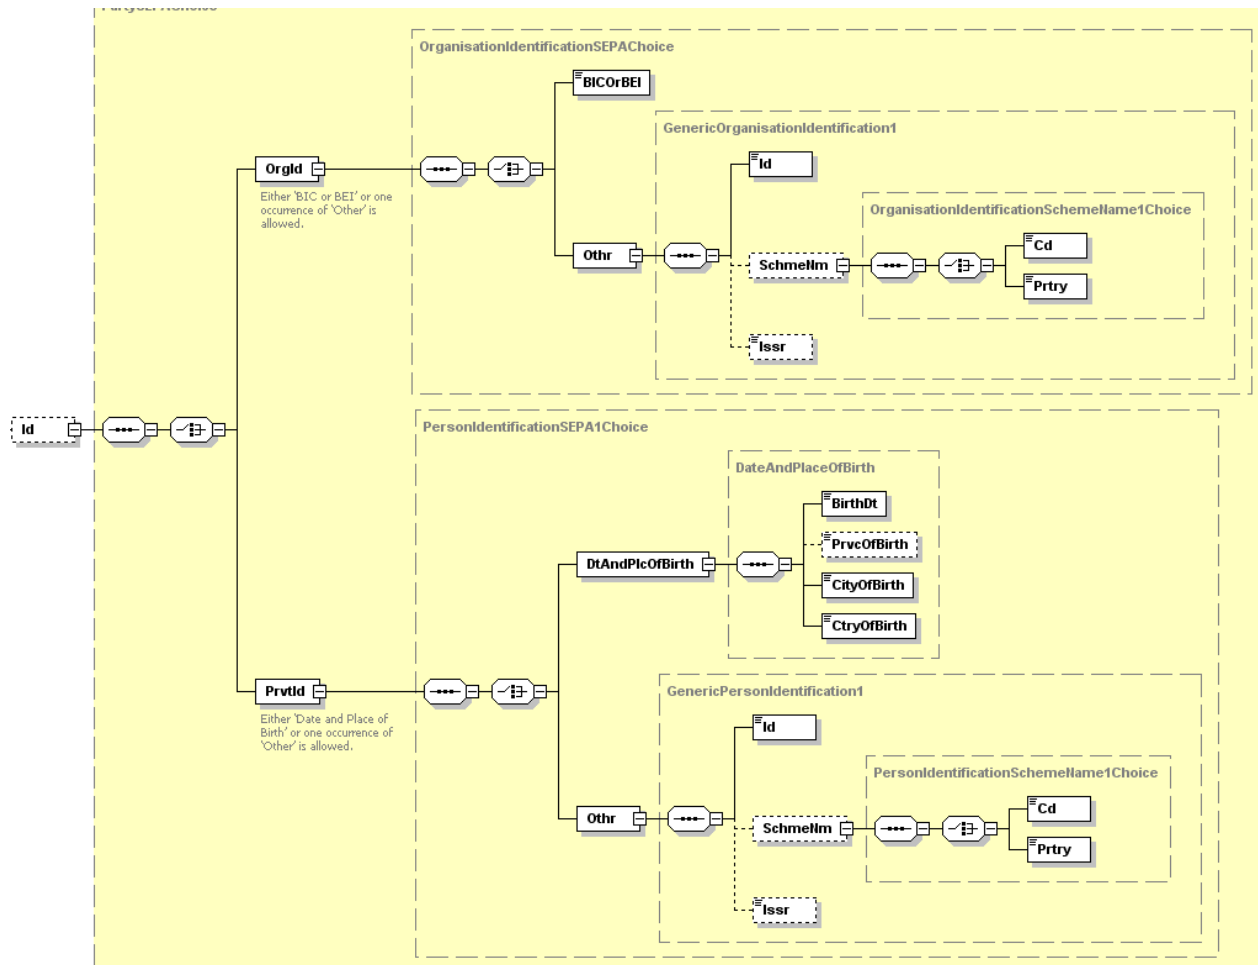 PartySEPAChoice
OrganisationIdentificationSEPAChoice
BICOrBEI
GenericOrganisationIdentification1
OrgId
Id
Either 'BIC or BEI' or one
occurrence of 'Other' is
allowed.
OrganisationIdentificationSchemeName1Choice
Othr
SchmeNm
Cd
Prtry
Issr
Id
PersonIdentificationSEPA1Choice
DateAndPlaceOfBirth
BirthDt
PrvcOfBirth
DtAndPlcOfBirth
CityOfBirth
CtryOfBirth
PrvtId
Either 'Date and Place of
Birth' or one occurrence of
'Other' is allowed.
GenericPersonIdentification1
Id
PersonIdentificationSchemeName1Choice
Othr
SchmeNm
Cd
Prtry
Issr